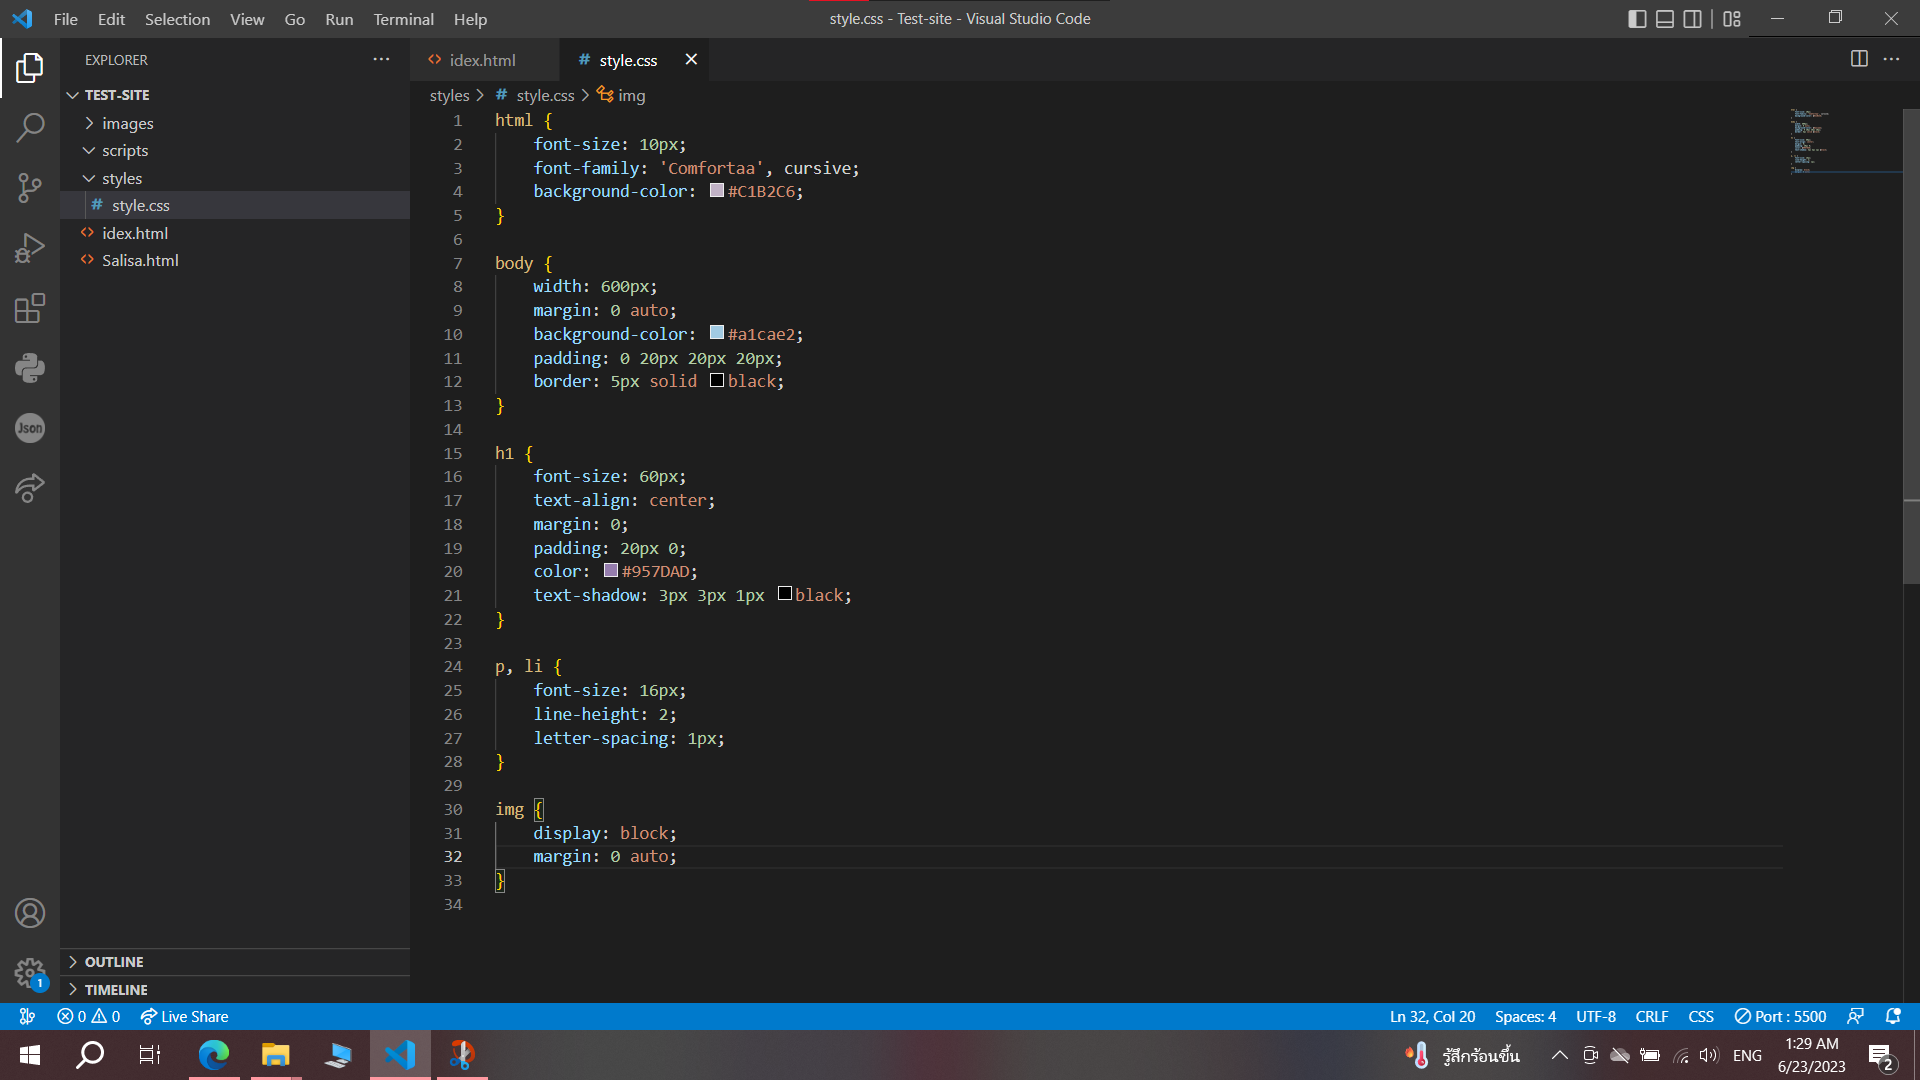 File Edit Selection View Go Run Terminal Help
style.css - Test-site - Visual Studio Code
EXPLORER
TEST-SITE
images
scripts
styles
# style.css
<> idex.html
<> Salisa.html
OUTLINE
TIMELINE
Json
1
<> idex.html
# style.css
styles > # style.css > img
1 html {
2 font-size: 10px;
3 font-family: 'Comfortaa', cursive;
4 background-color: #C1B2C6;
5 }
6
7 body {
8 width: 600px;
9 margin: 0 auto;
10 background-color: #a1cae2;
11 padding: 0 20px 20px 20px;
12 border: 5px solid black;
13 }
14
15 h1 {
16 font-size: 60px;
17 text-align: center;
18 margin: 0;
19 padding: 20px 0;
20 color: #957DAD;
21 text-shadow: 3px 3px 1px black;
22 }
23
24 p, li {
25 font-size: 16px;
26 line-height: 2;
27 letter-spacing: 1px;
28 }
29
30 img {
31 display: block;
32 margin: 0 auto;
33 }
34
0 0 Live Share
Ln 32, Col 20 Spaces: 4 UTF-8 CRLF CSS Port : 5500
รู้สึกร้อนขึ้น ENG
1:29 AM
6/23/2023
2